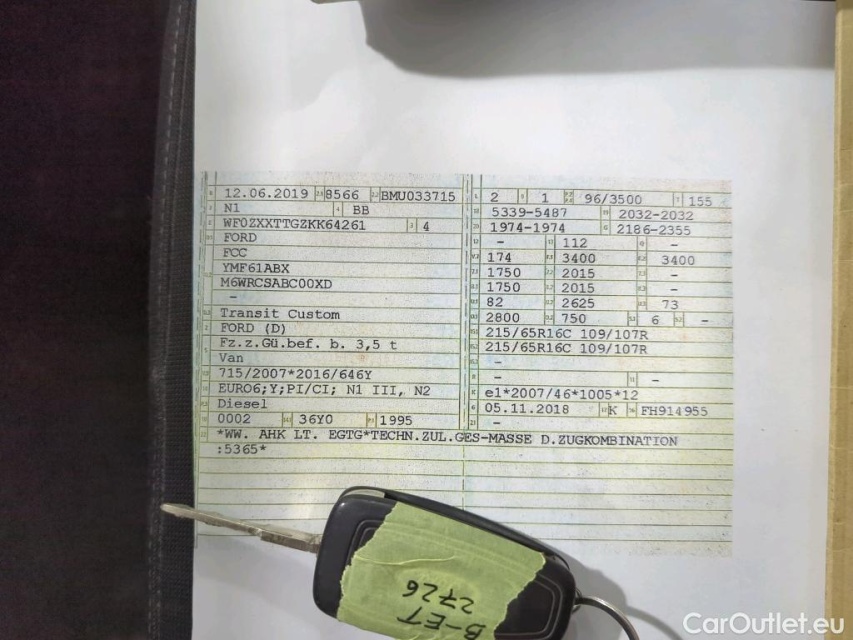 12.06.2019 8566 BMU033715
N1 BB
WF0ZXXTTGZKK64261 4
FORD
FCC
YMF61ABX
M6WRCSABC00XD
-
Transit Custom
FORD (D)
Fz.z.Gü.bef. b. 3,5 t
Van
715/2007*2016/646Y
EURO6;Y;PI/CI; N1 III, N2
Diesel
0002 36Y0 1995
2 1 96/3500 155
5339-5487 2032-2032
1974-1974 2186-2355
- 112 -
174 3400 3400
1750 2015 -
1750 2015 -
82 2625 73
2800 750 6 -
215/65R16C 109/107R
215/65R16C 109/107R
-
- -
e1*2007/46*1005*12
05.11.2018 K FH914955
-
*WW. AHK LT. EGTG*TECHN.ZUL.GES-MASSE D.ZUGKOMBINATION
:5365*
B-ET
2726
CarOutlet.eu